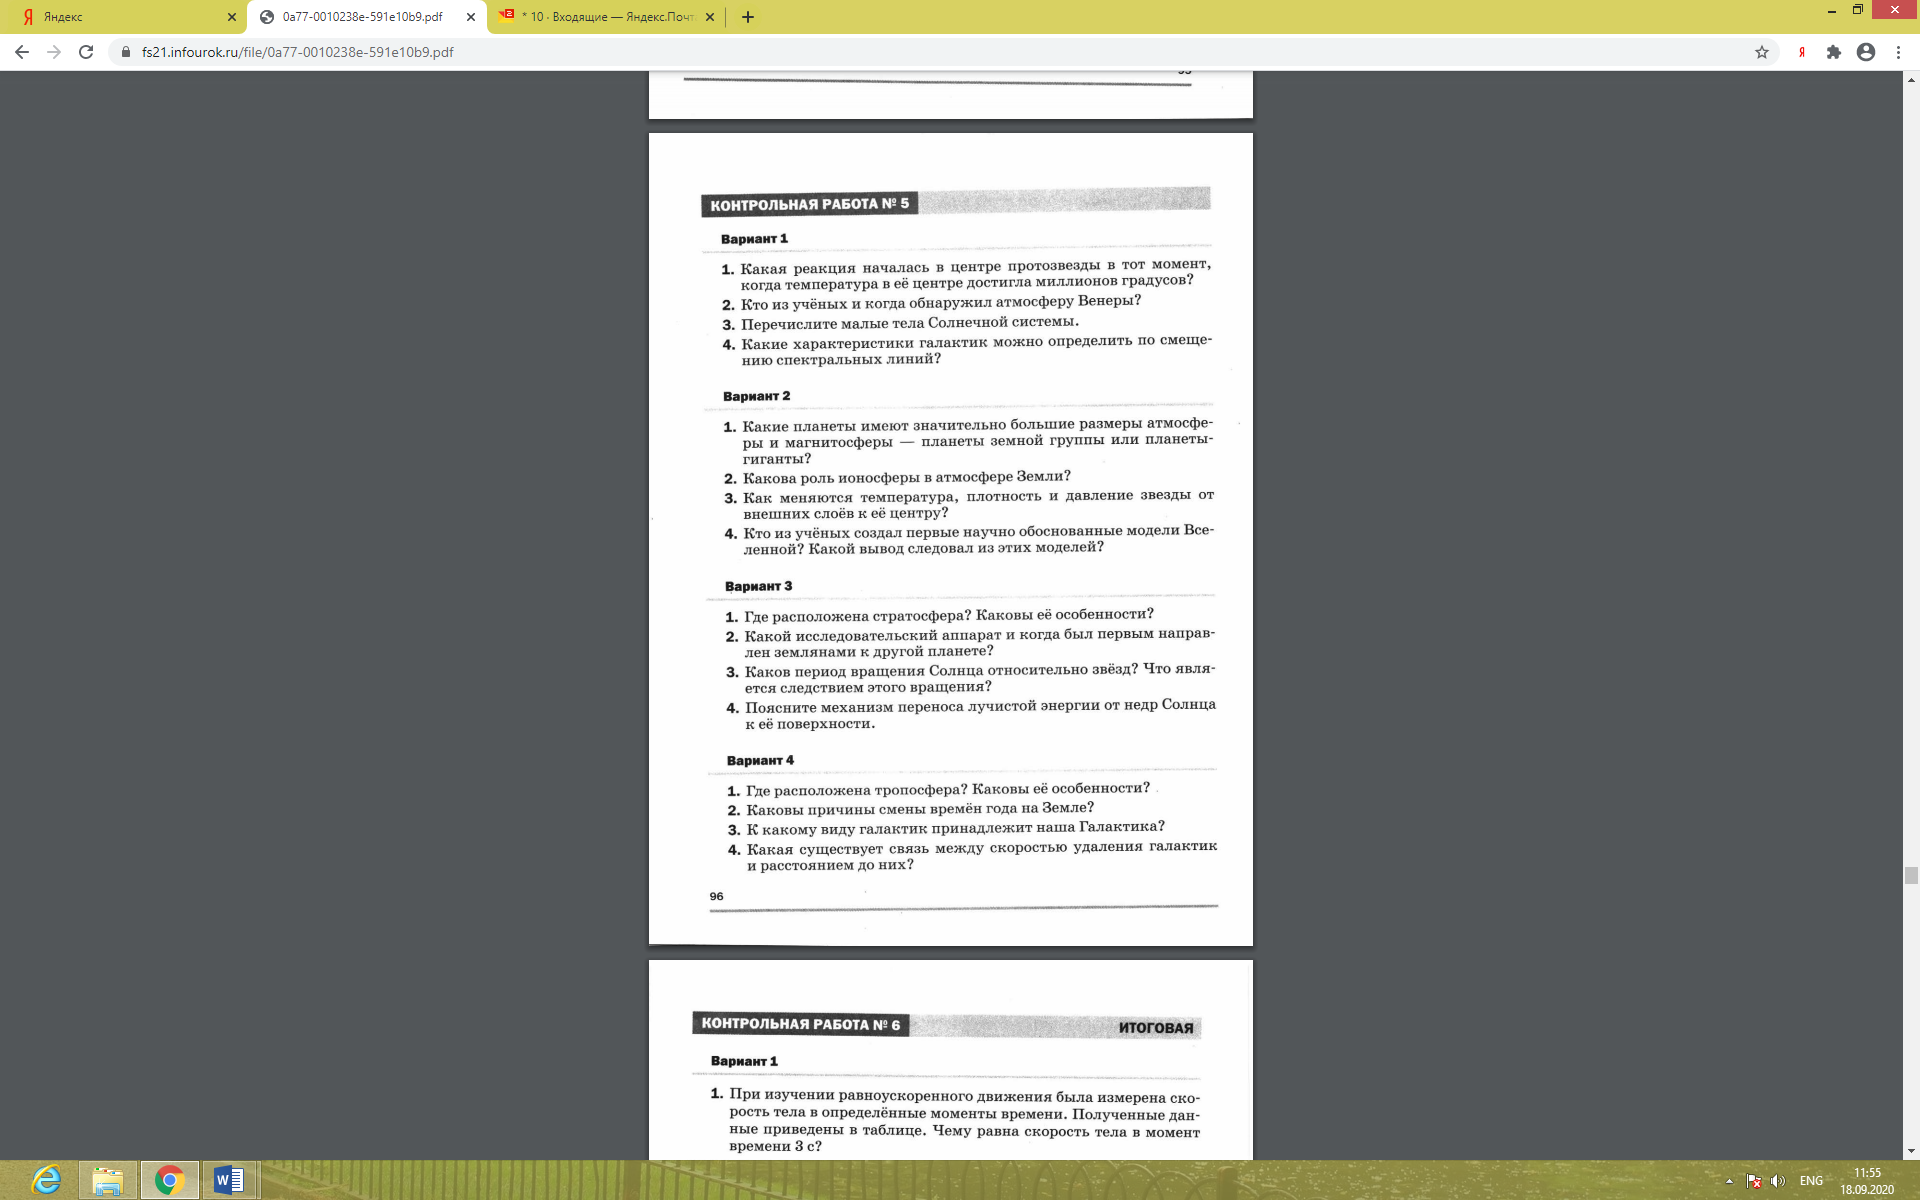 Яндекс
0a77-0010238e-591e10b9.pdf
* 10 · Входящие — Яндекс.Почт
fs21.infourok.ru/file/0a77-0010238e-591e10b9.pdf
КОНТРОЛЬНАЯ РАБОТА № 5
Вариант 1
1. Какая реакция началась в центре протозвезды в тот момент,
когда температура в её центре достигла миллионов градусов?
2. Кто из учёных и когда обнаружил атмосферу Венеры?
3. Перечислите малые тела Солнечной системы.
4. Какие характеристики галактик можно определить по смеще-
нию спектральных линий?
Вариант 2
1. Какие планеты имеют значительно большие размеры атмосфе-
ры и магнитосферы — планеты земной группы или планеты-
гиганты?
2. Какова роль ионосферы в атмосфере Земли?
3. Как меняются температура, плотность и давление звезды от
внешних слоёв к её центру?
4. Кто из учёных создал первые научно обоснованные модели Все-
ленной? Какой вывод следовал из этих моделей?
Вариант 3
1. Где расположена стратосфера? Каковы её особенности?
2. Какой исследовательский аппарат и когда был первым направ-
лен землянами к другой планете?
3. Каков период вращения Солнца относительно звёзд? Что явля-
ется следствием этого вращения?
4. Поясните механизм переноса лучистой энергии от недр Солнца
к её поверхности.
Вариант 4
1. Где расположена тропосфера? Каковы её особенности?
2. Каковы причины смены времён года на Земле?
3. К какому виду галактик принадлежит наша Галактика?
4. Какая существует связь между скоростью удаления галактик
и расстоянием до них?
96
КОНТРОЛЬНАЯ РАБОТА № 6 ИТОГОВАЯ
Вариант 1
1. При изучении равноускоренного движения была измерена ско-
рость тела в определённые моменты времени. Полученные дан-
ные приведены в таблице. Чему равна скорость тела в момент
времени 3 с?
ENG
11:55
18.09.2020